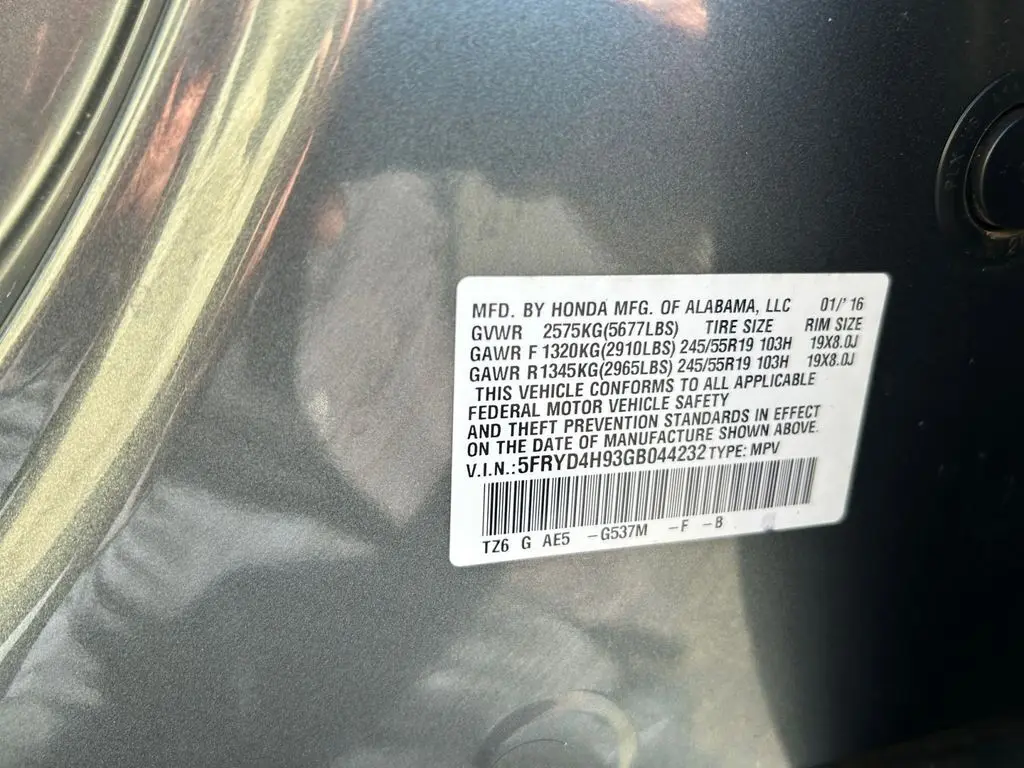 MFD. BY HONDA MFG. OF ALABAMA, LLC 01/'16
GVWR 2575KG(5677LBS) TIRE SIZE RIM SIZE
GAWR F 1320KG(2910LBS) 245/55R19 103H 19X8.0J
GAWR R1345KG(2965LBS) 245/55R19 103H 19X8.0J
THIS VEHICLE CONFORMS TO ALL APPLICABLE
FEDERAL MOTOR VEHICLE SAFETY
AND THEFT PREVENTION STANDARDS IN EFFECT
ON THE DATE OF MANUFACTURE SHOWN ABOVE.
V.I.N.:5FRYD4H93GB044232 TYPE: MPV
TZ6 G AE5 -G537M -F -B